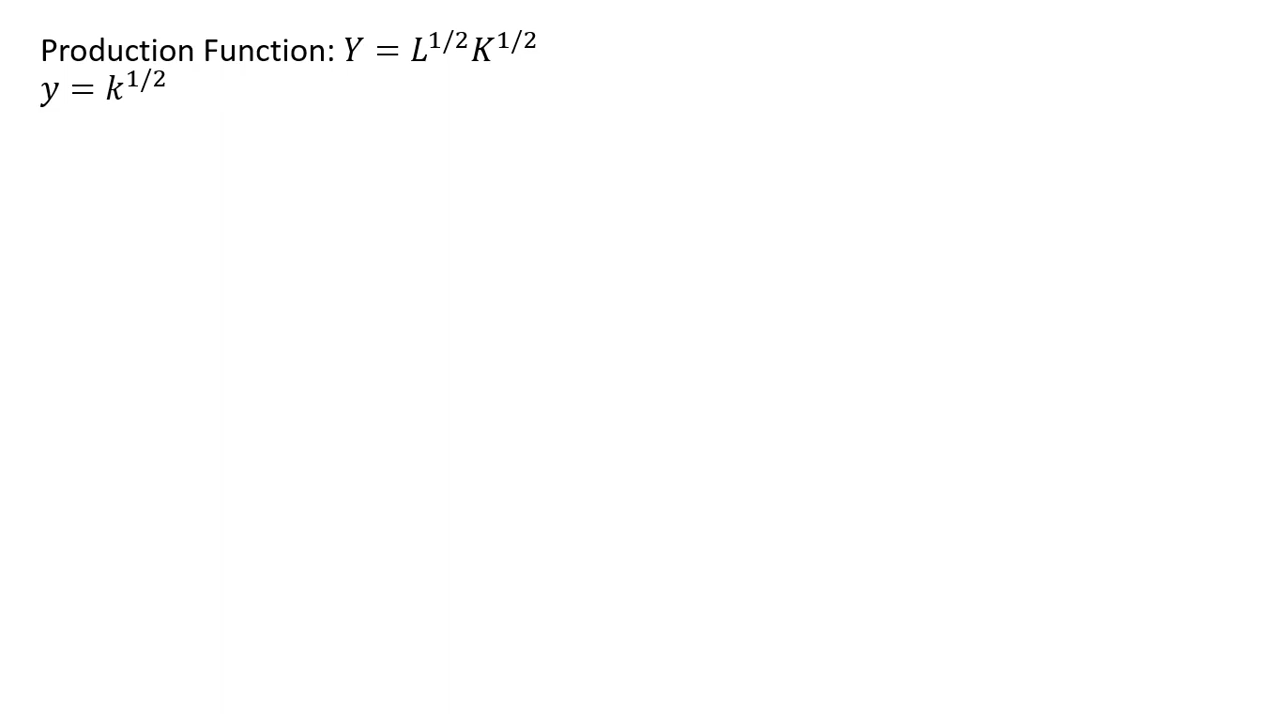 Production Function: $Y = L^{1/2}K^{1/2}$
$y = k^{1/2}$